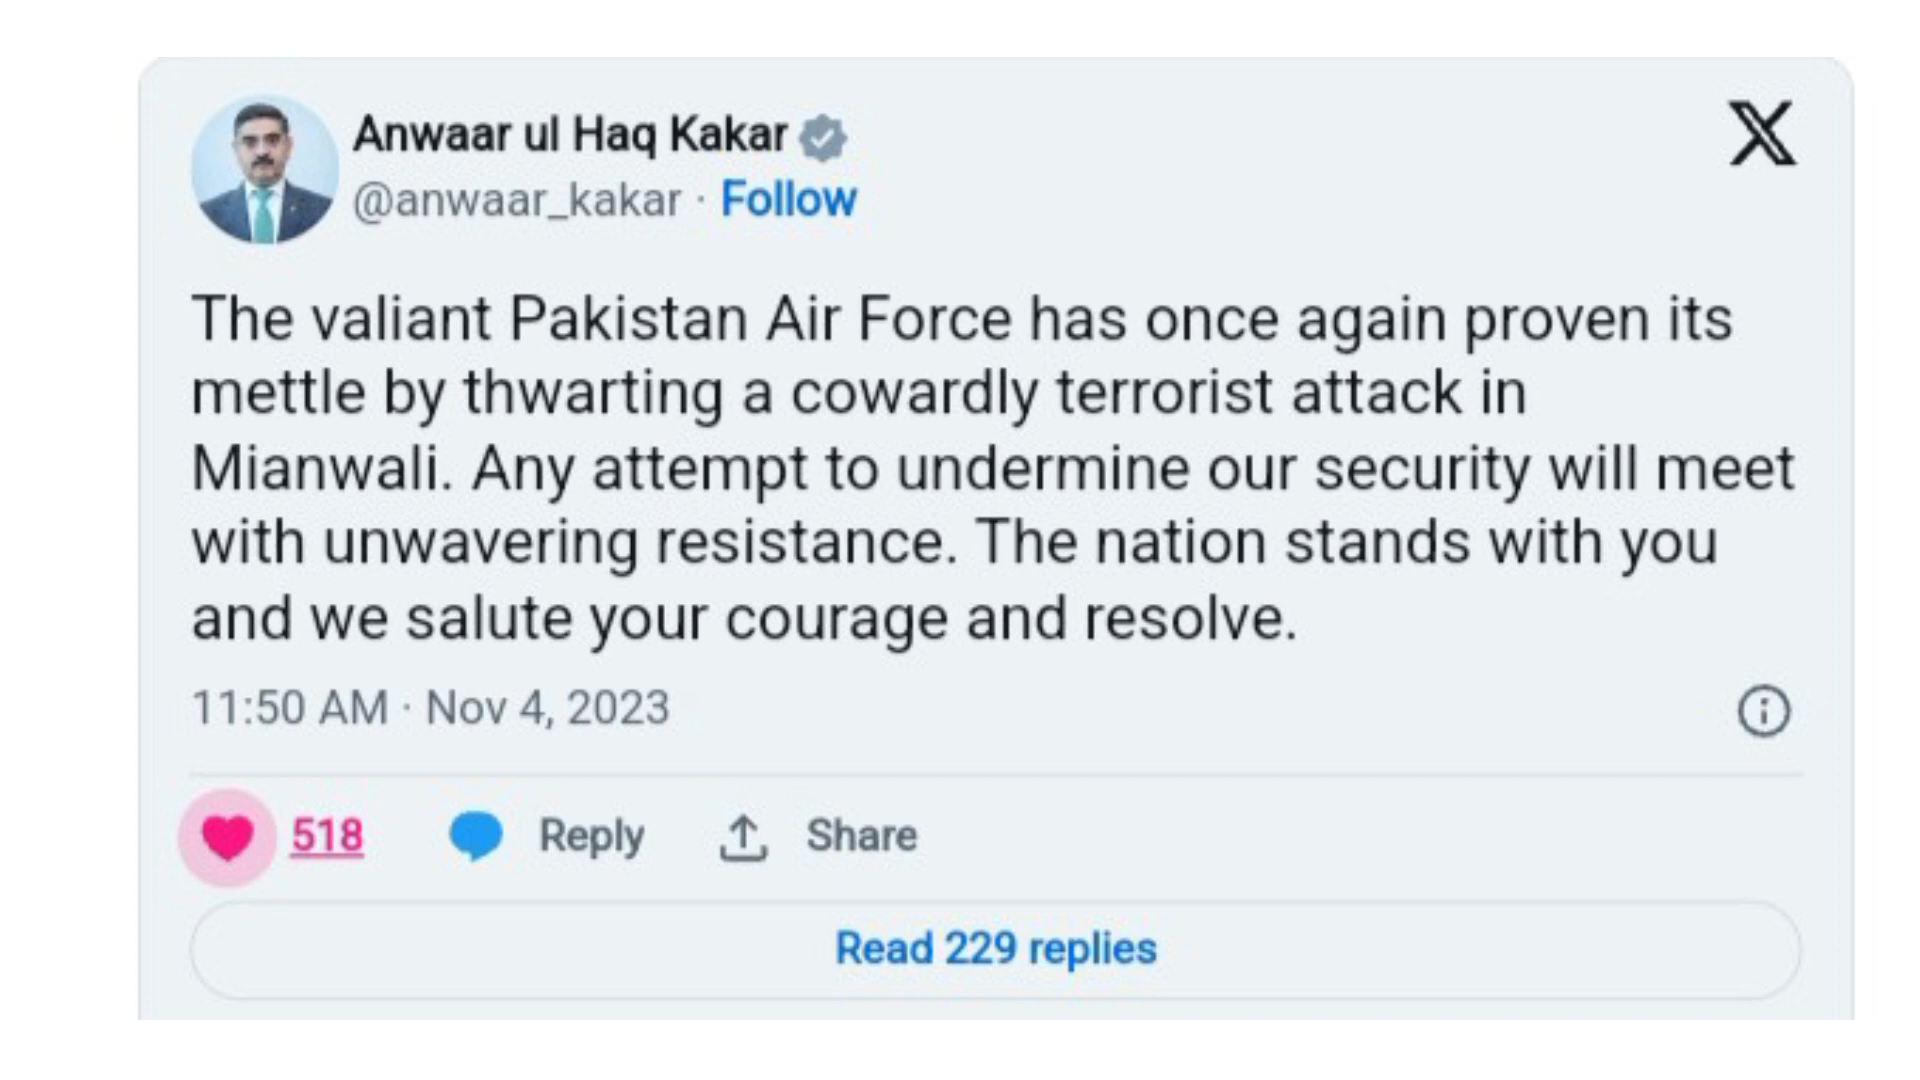 Anwaar ul Haq Kakar
@anwaar_kakar · Follow
X
The valiant Pakistan Air Force has once again proven its
mettle by thwarting a cowardly terrorist attack in
Mianwali. Any attempt to undermine our security will meet
with unwavering resistance. The nation stands with you
and we salute your courage and resolve.
11:50 AM · Nov 4, 2023
518 Reply Share
Read 229 replies